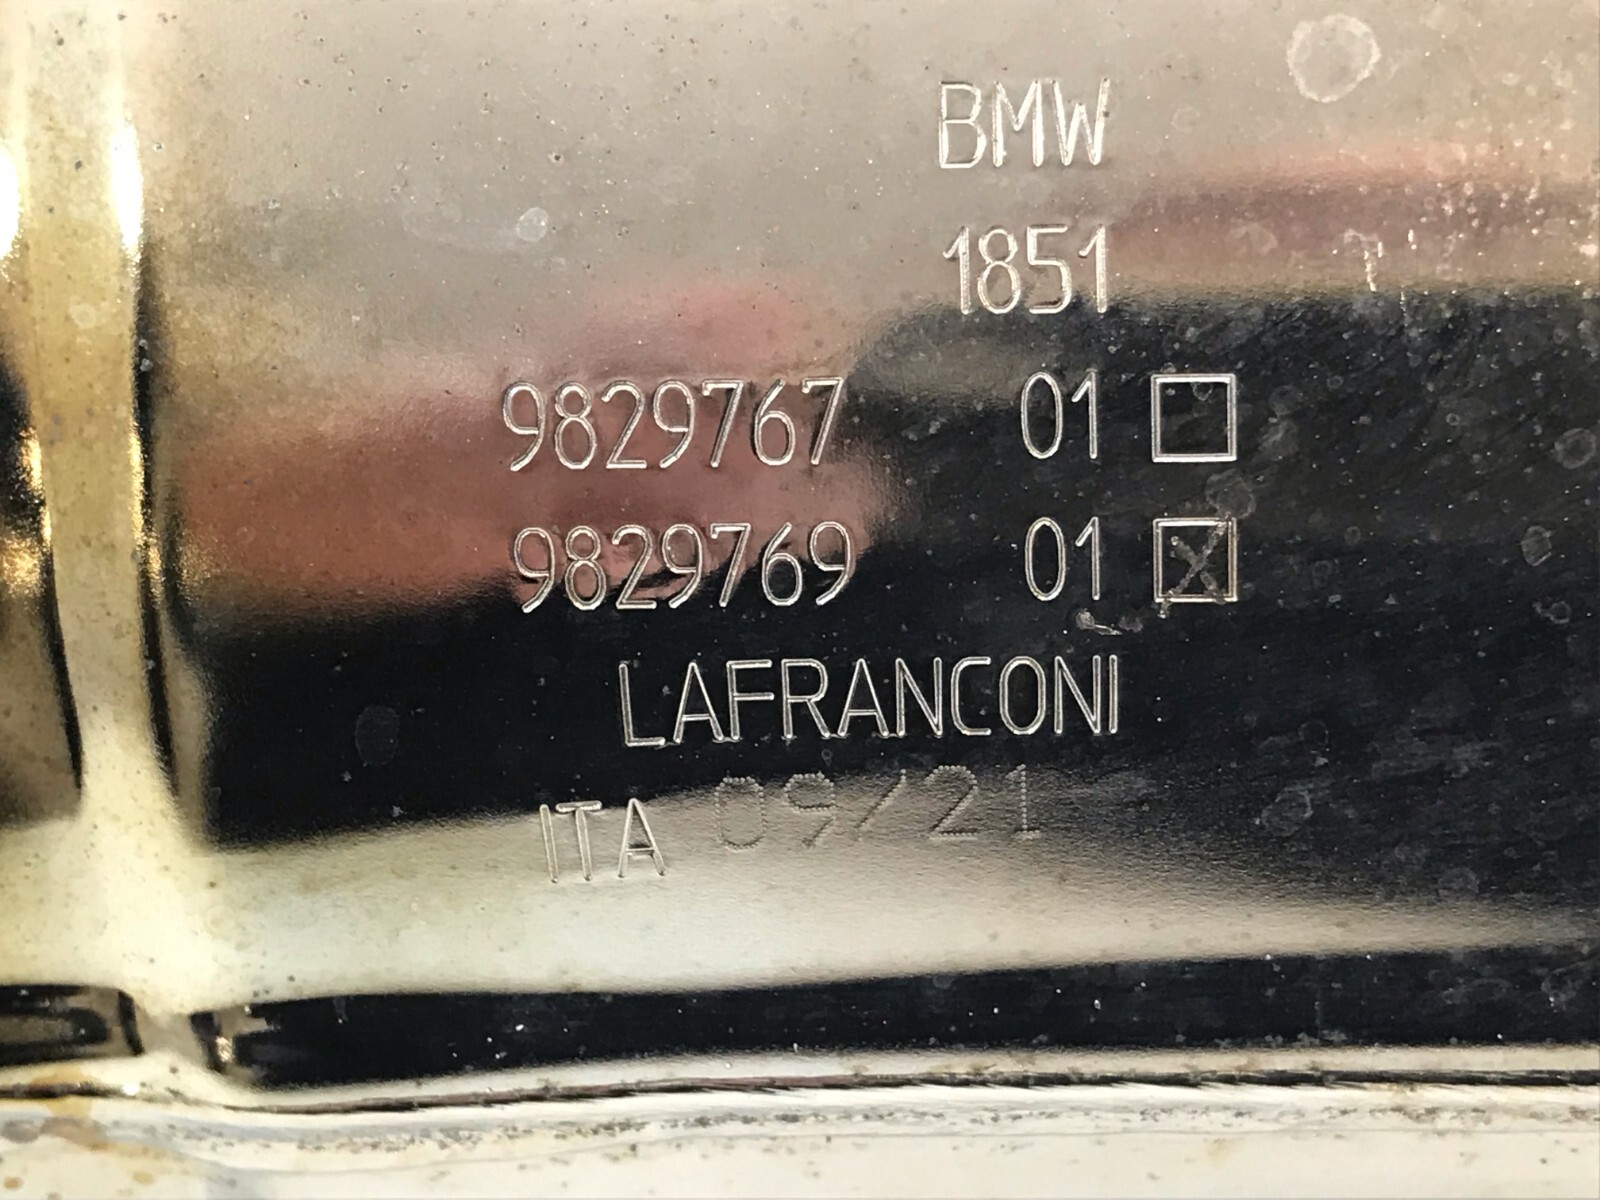 BMW
1851
9829767 01 ☐
9829769 01 ☒
LAFRANCONI
ITA 09/21